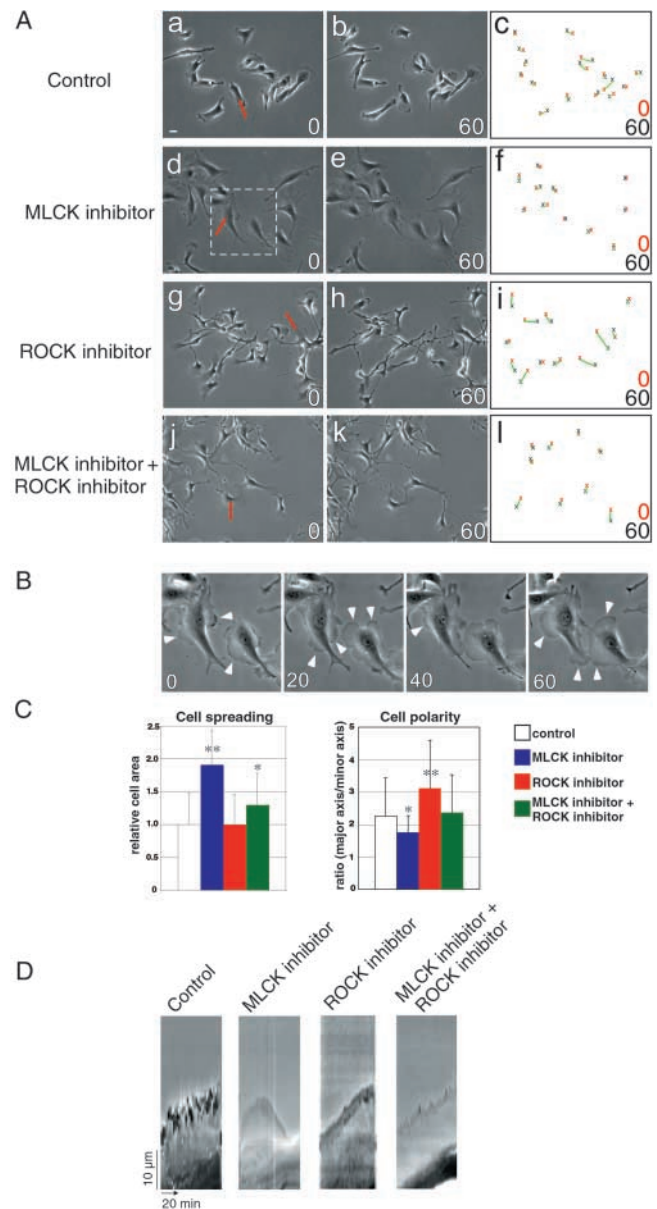 A
Control
a
0
b
60
c
0
60
MLCK inhibitor
d
0
e
60
f
0
60
ROCK inhibitor
g
0
h
60
i
0
60
MLCK inhibitor +
ROCK inhibitor
j
0
k
60
l
0
60
B
0
20
40
60
C
Cell spreading
relative cell area
2.5
2.0
1.5
1.0
0.5
0
**
*
Cell polarity
ratio (major axis/minor axis)
5
4
3
2
1
0
*
**
control
MLCK inhibitor
ROCK inhibitor
MLCK inhibitor +
ROCK inhibitor
D
Control
MLCK inhibitor
ROCK inhibitor
MLCK inhibitor +
ROCK inhibitor
10 μm
20 min